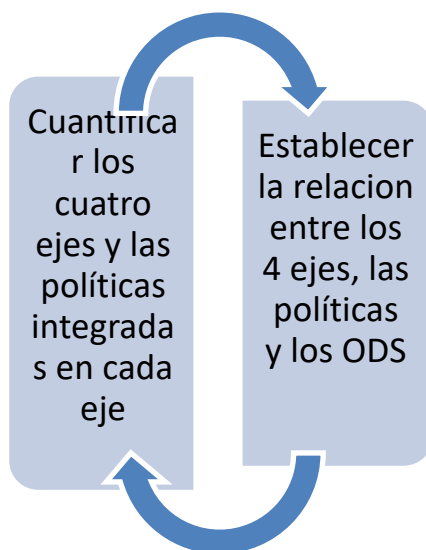 Cuantifica
r los
cuatro
ejes y las
políticas
integrada
s en cada
eje
Establecer
la relacion
entre los
4 ejes, las
políticas
y los ODS